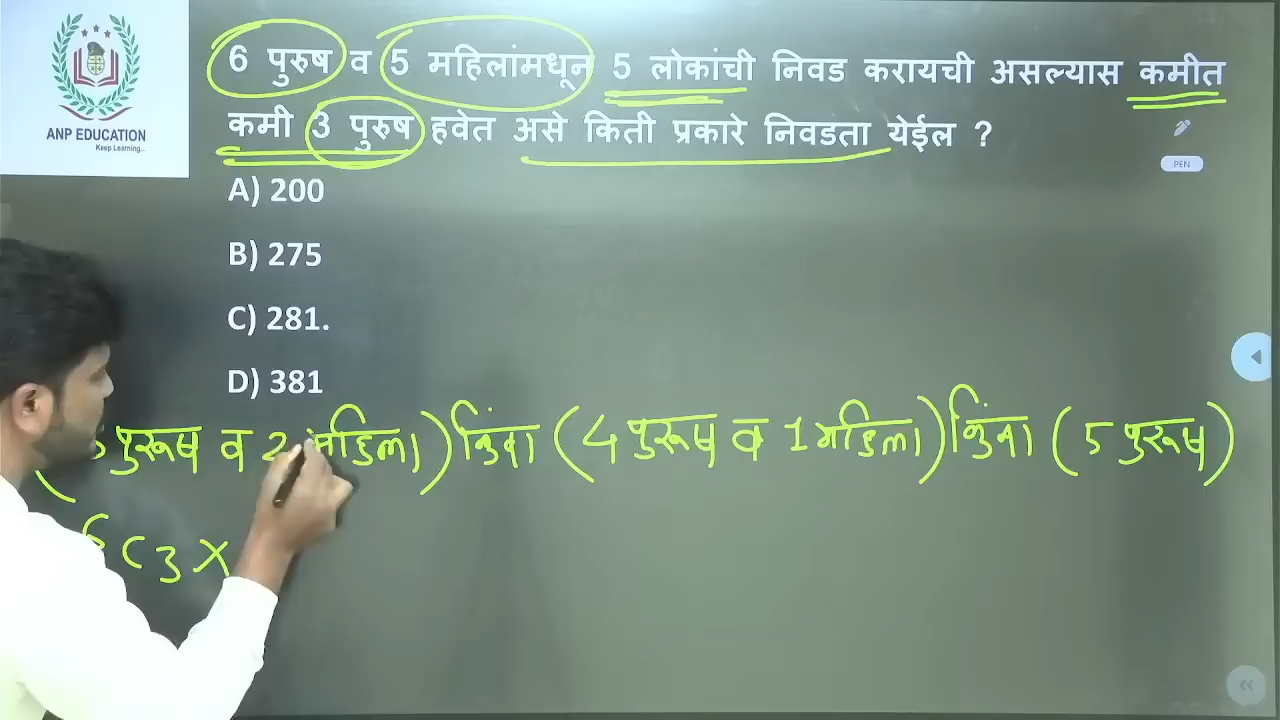 ANP EDUCATION
Keep Learning...
6 पुरुष व 5 महिलांमधून 5 लोकांची निवड करायची असल्यास कमीत
कमी 3 पुरुष हवेत असे किती प्रकारे निवडता येईल ?
PEN
A) 200
B) 275
C) 281.
D) 381
पुरूष व 2 महिला) किंवा (4 पुरूष व 1 महिला) किंवा (5 पुरूष)
6C3 X